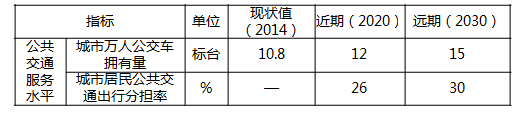 指标 单位 现状值（2014） 近期（2020） 远期（2030）
公共交通服务水平 城市万人公交车拥有量 标台 10.8 12 15
城市居民公共交通出行分担率 % — 26 30